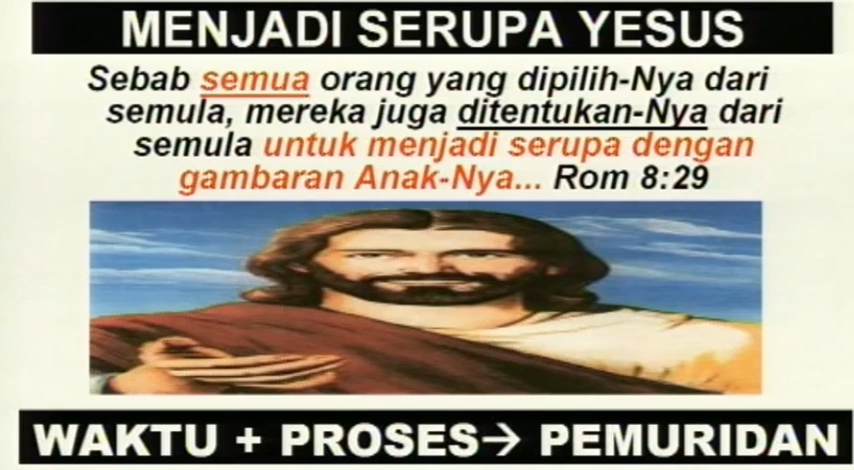 MENJADI SERUPA YESUS
Sebab semua orang yang dipilih-Nya dari
semula, mereka juga ditentukan-Nya dari
semula untuk menjadi serupa dengan
gambaran Anak-Nya... Rom 8:29
WAKTU + PROSES→ PEMURIDAN